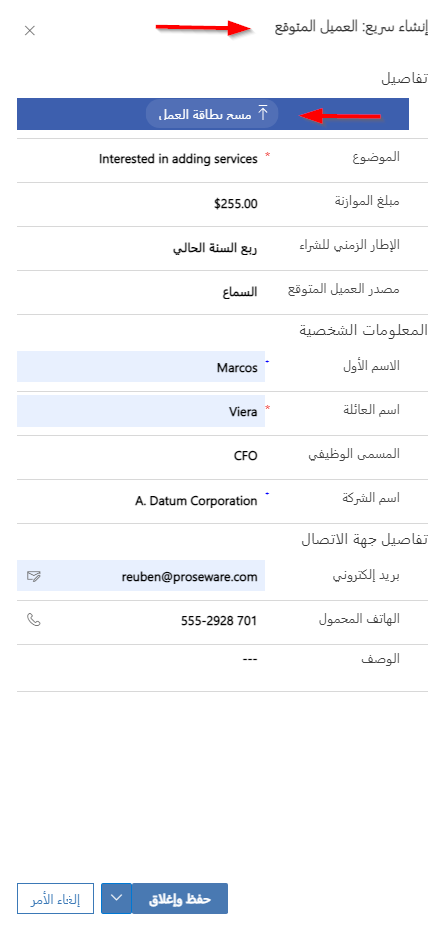 إنشاء سريع: العميل المتوقع
تفاصيل
مسح بطاقة العمل
الموضوع * Interested in adding services
مبلغ الموازنة $255.00
الإطار الزمني للشراء ربع السنة الحالي
مصدر العميل المتوقع السماع
المعلومات الشخصية
الاسم الأول Marcos
اسم العائلة * Viera
المسمى الوظيفي CFO
اسم الشركة A. Datum Corporation
تفاصيل جهة الاتصال
بريد إلكتروني reuben@proseware.com
الهاتف المحمول 555-2928 701
الوصف ---
حفظ وإغلاق
إلغاء الأمر